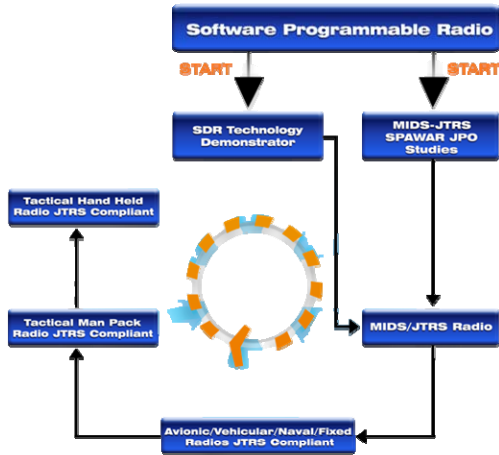 Software Programmable Radio
START
START
SDR Technology
Demonstrator
MIDS-JTRS
SPAWAR JPO
Studies
Tactical Hand Held
Radio JTRS Compliant
Tactical Man Pack
Radio JTRS Compliant
MIDS/JTRS Radio
Avionic/Vehicular/Naval/Fixed
Radios JTRS Compliant